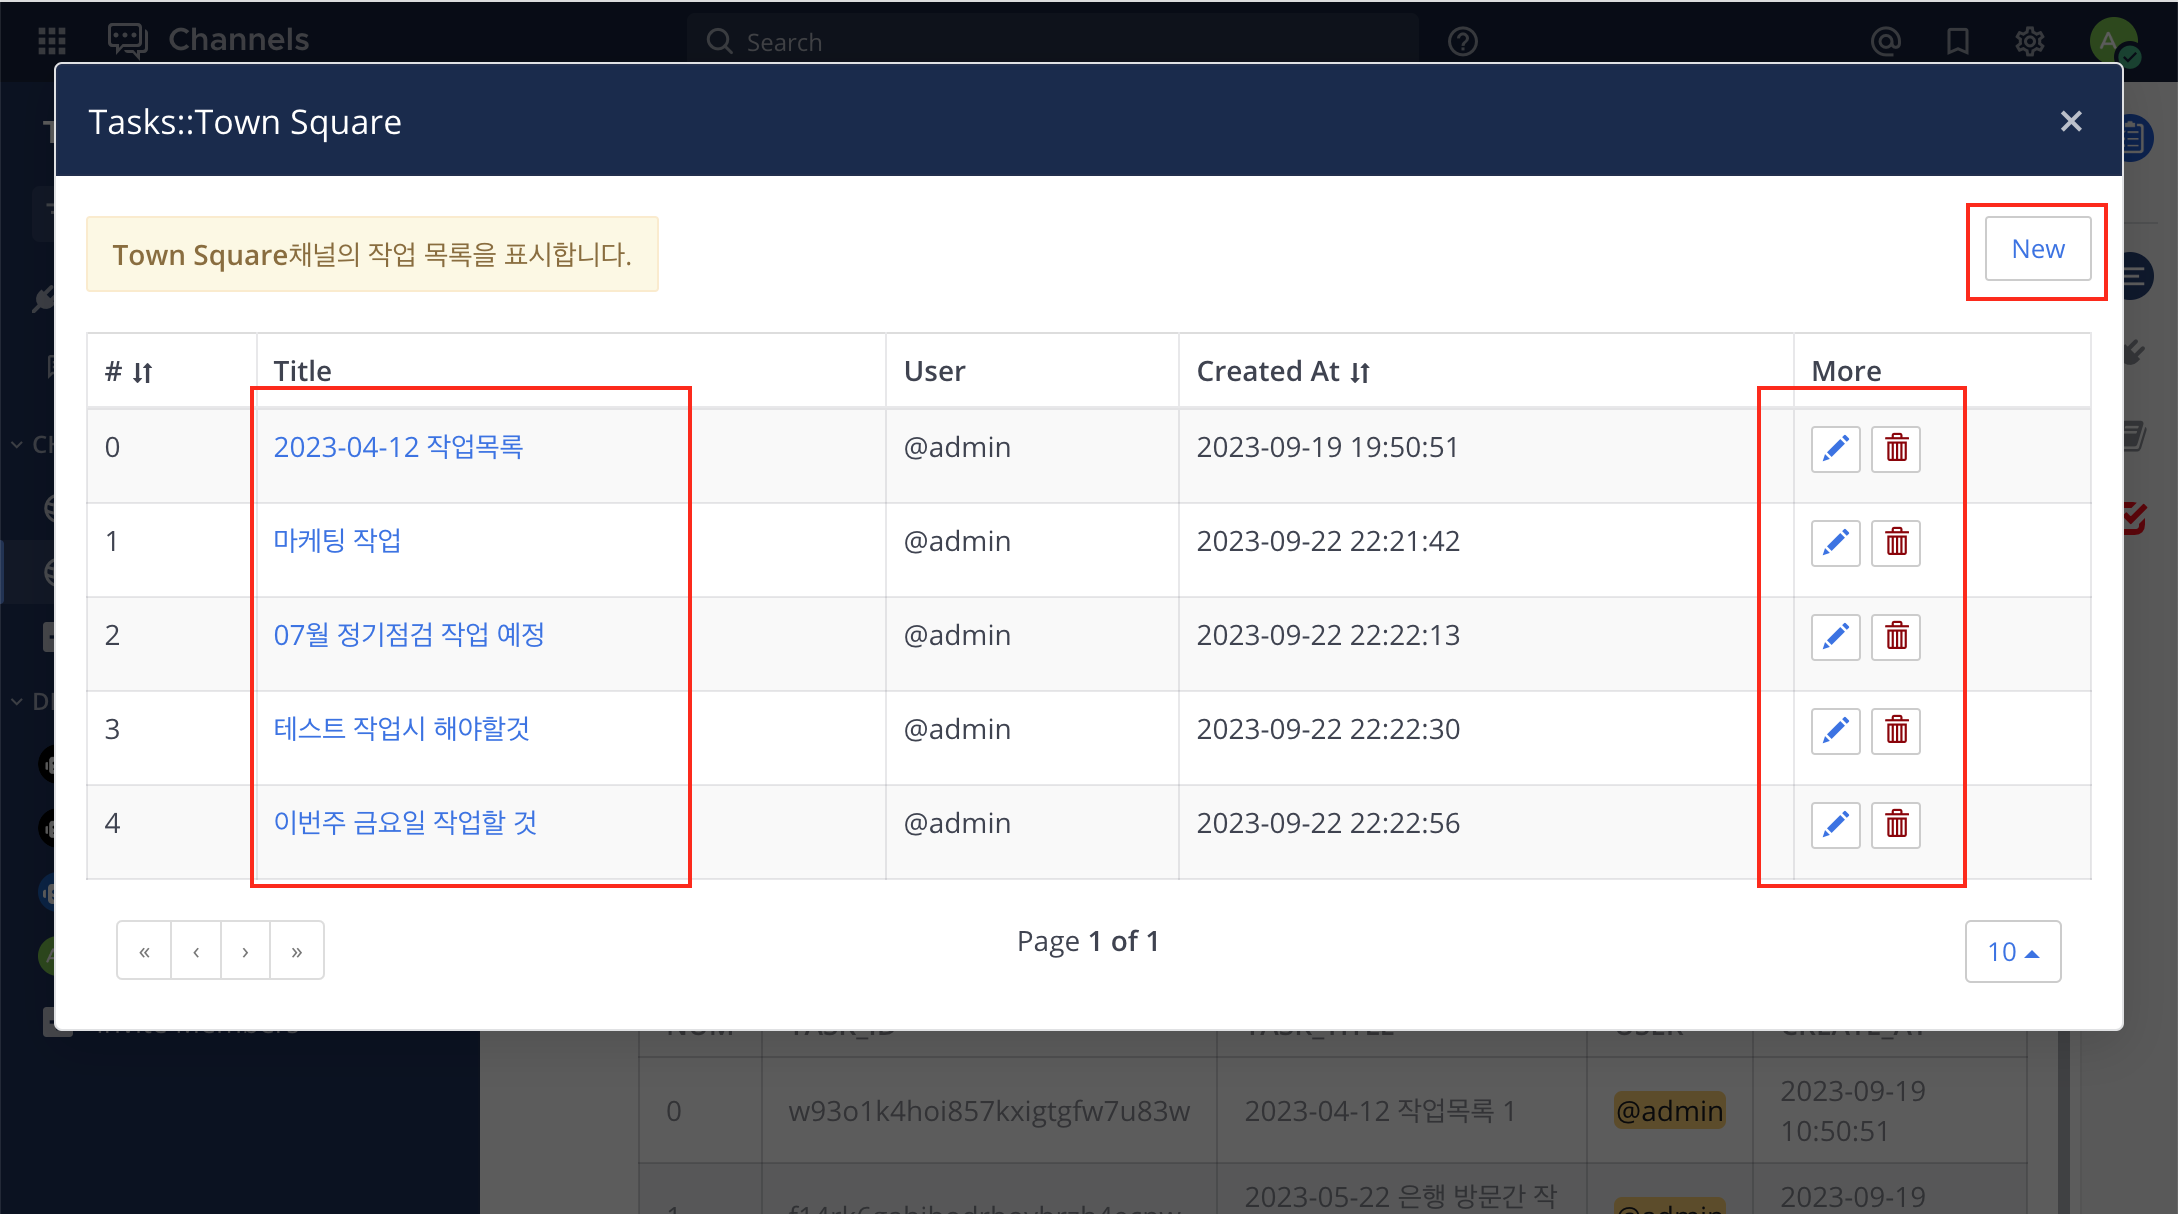 Channels
Search
A
Tasks::Town Square
Town Square채널의 작업 목록을 표시합니다.
New
# Title User Created At More
0 2023-04-12 작업목록 @admin 2023-09-19 19:50:51
1 마케팅 작업 @admin 2023-09-22 22:21:42
2 07월 정기점검 작업 예정 @admin 2023-09-22 22:22:13
3 테스트 작업시 해야할것 @admin 2023-09-22 22:22:30
4 이번주 금요일 작업할 것 @admin 2023-09-22 22:22:56
« ‹ › »
Page 1 of 1
10
0 w93o1k4hoi857kxigtgfw7u83w 2023-04-12 작업목록 1 @admin 2023-09-19
10:50:51
2023-05-22 은행 방문간 작 @admin 2023-09-19